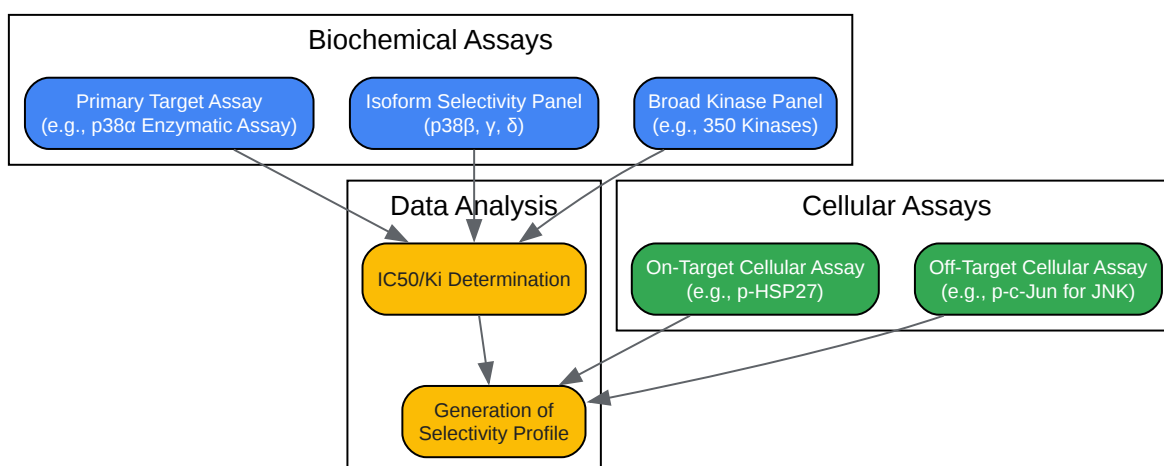 Biochemical Assays
Primary Target Assay
(e.g., p38α Enzymatic Assay)
Isoform Selectivity Panel
(p38β, γ, δ)
Broad Kinase Panel
(e.g., 350 Kinases)
Data Analysis
IC50/Ki Determination
Generation of
Selectivity Profile
Cellular Assays
On-Target Cellular Assay
(e.g., p-HSP27)
Off-Target Cellular Assay
(e.g., p-c-Jun for JNK)